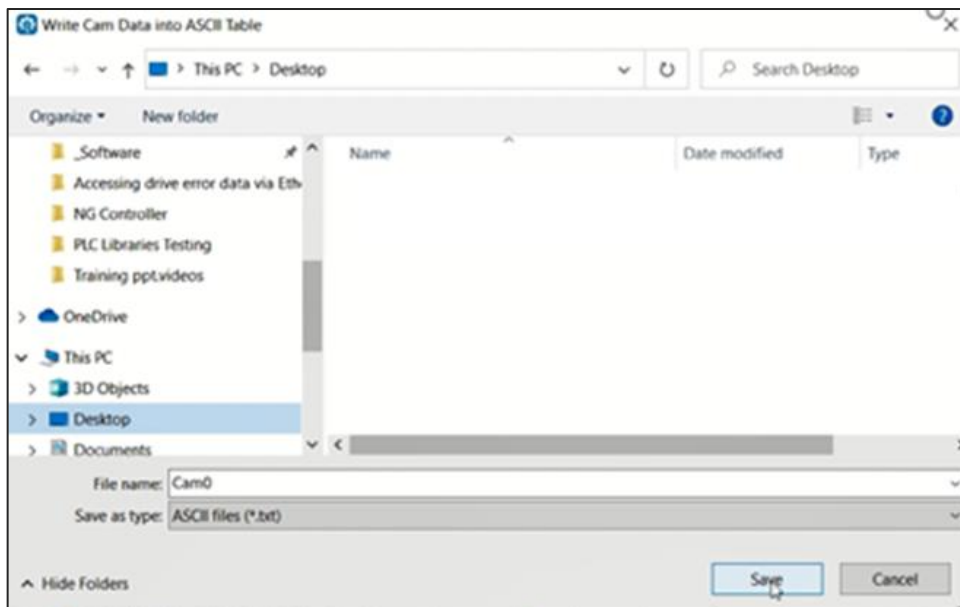 Write Cam Data into ASCII Table
This PC > Desktop
Search Desktop
Organize
New folder
_Software
Accessing drive error data via Eth
NG Controller
PLC Libraries Testing
Training ppt.videos
OneDrive
This PC
3D Objects
Desktop
Documents
Name
Date modified
Type
File name: Cam0
Save as type: ASCII files (*.txt)
Hide Folders
Save
Cancel